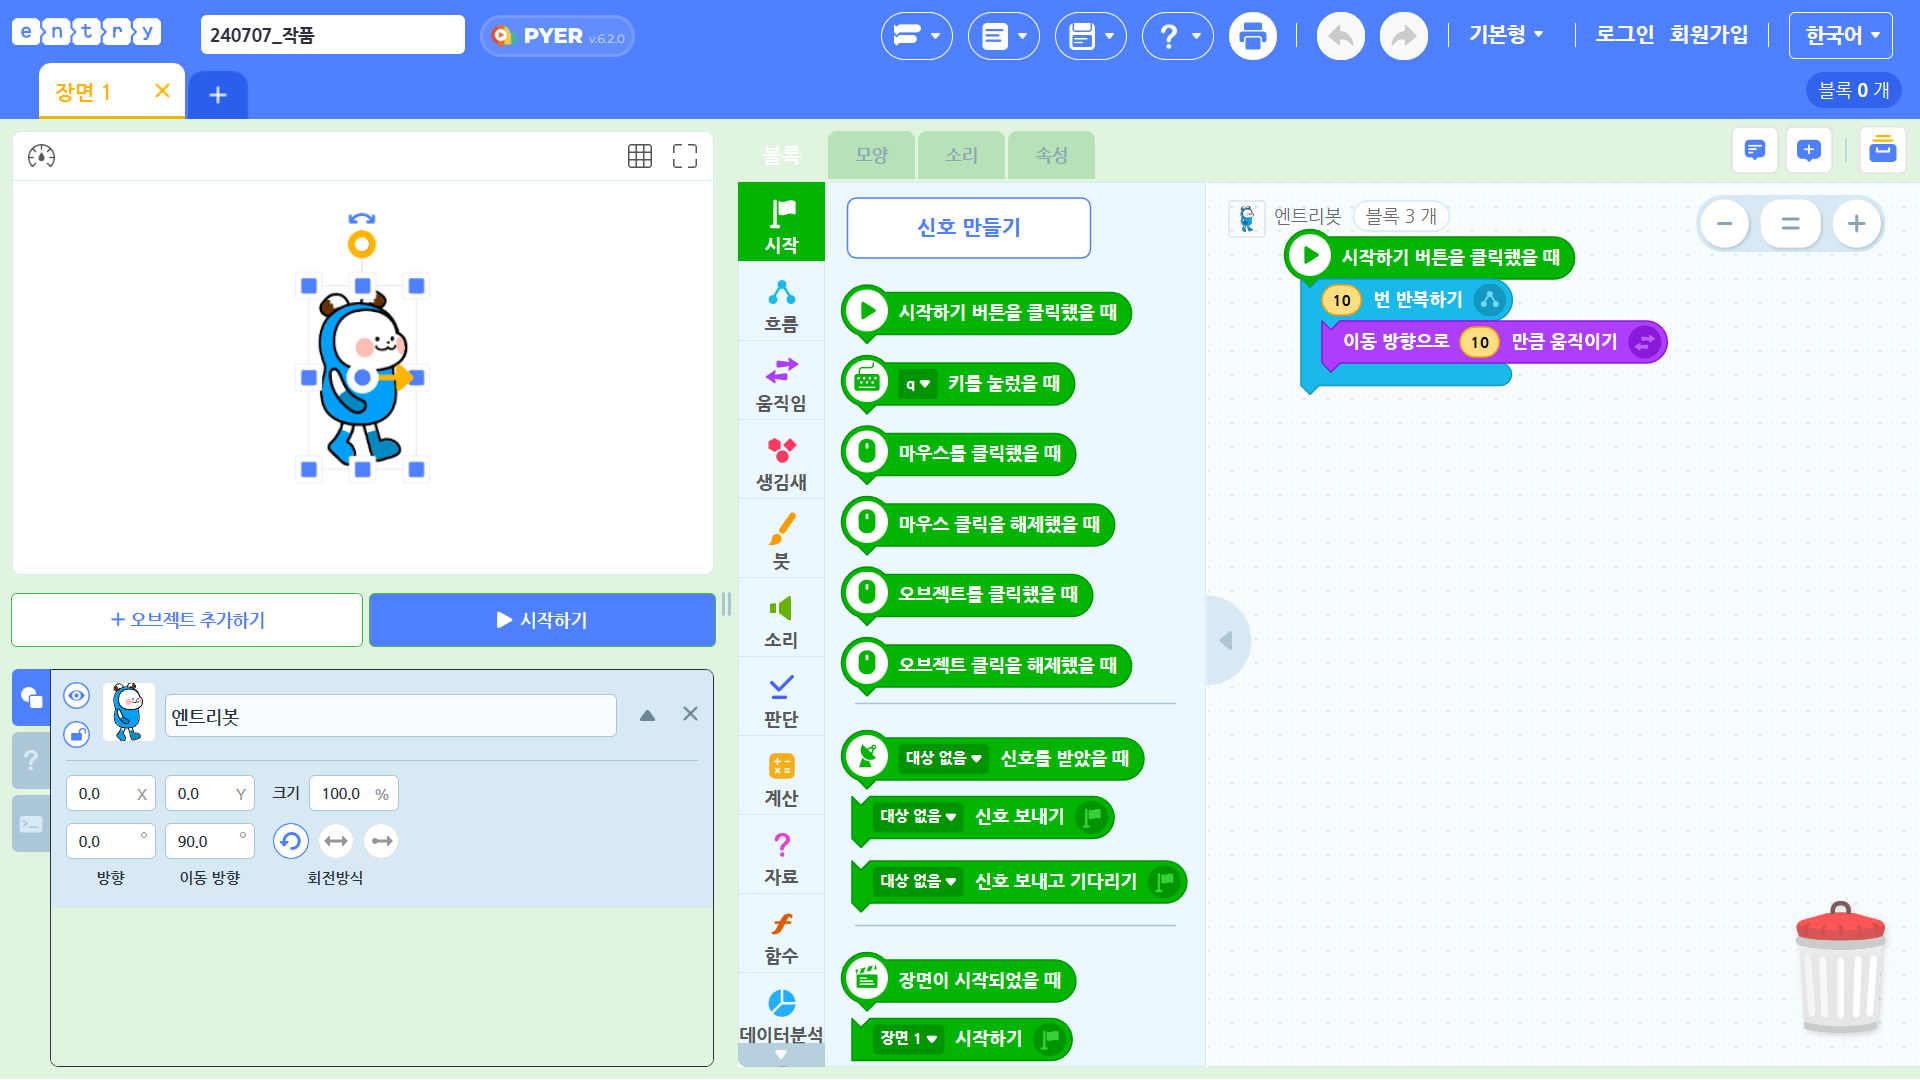 entry
240707_작품
PYER v.6.2.0
?
기본형
로그인
회원가입
한국어
장면 1
+
블록 0 개
블록
모양
소리
속성
시작
흐름
움직임
생김새
붓
소리
판단
계산
자료
함수
데이터분석
신호 만들기
시작하기 버튼을 클릭했을 때
q 키를 눌렀을 때
마우스를 클릭했을 때
마우스 클릭을 해제했을 때
오브젝트를 클릭했을 때
오브젝트 클릭을 해제했을 때
대상 없음 신호를 받았을 때
대상 없음 신호 보내기
대상 없음 신호 보내고 기다리기
장면이 시작되었을 때
장면 1 시작하기
엔트리봇 블록 3 개
시작하기 버튼을 클릭했을 때
10 번 반복하기
이동 방향으로 10 만큼 움직이기
+ 오브젝트 추가하기
시작하기
엔트리봇
0.0 X 0.0 Y 크기 100.0 %
0.0 ° 90.0 °
방향 이동 방향 회전방식